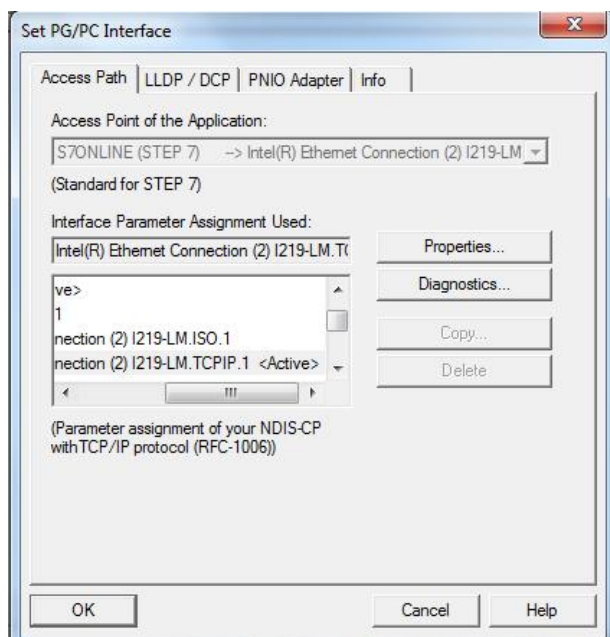 Set PG/PC Interface
Access Path
LLDP / DCP
PNIO Adapter
Info
Access Point of the Application:
S7ONLINE (STEP 7) --> Intel(R) Ethernet Connection (2) I219-LM
(Standard for STEP 7)
Interface Parameter Assignment Used:
Intel(R) Ethernet Connection (2) I219-LM.T(
Properties...
Diagnostics...
Copy...
Delete
ve>
1
nection (2) I219-LM.ISO.1
nection (2) I219-LM.TCPIP.1 <Active>
(Parameter assignment of your NDIS-CP
withTCP/IP protocol (RFC-1006))
OK
Cancel
Help